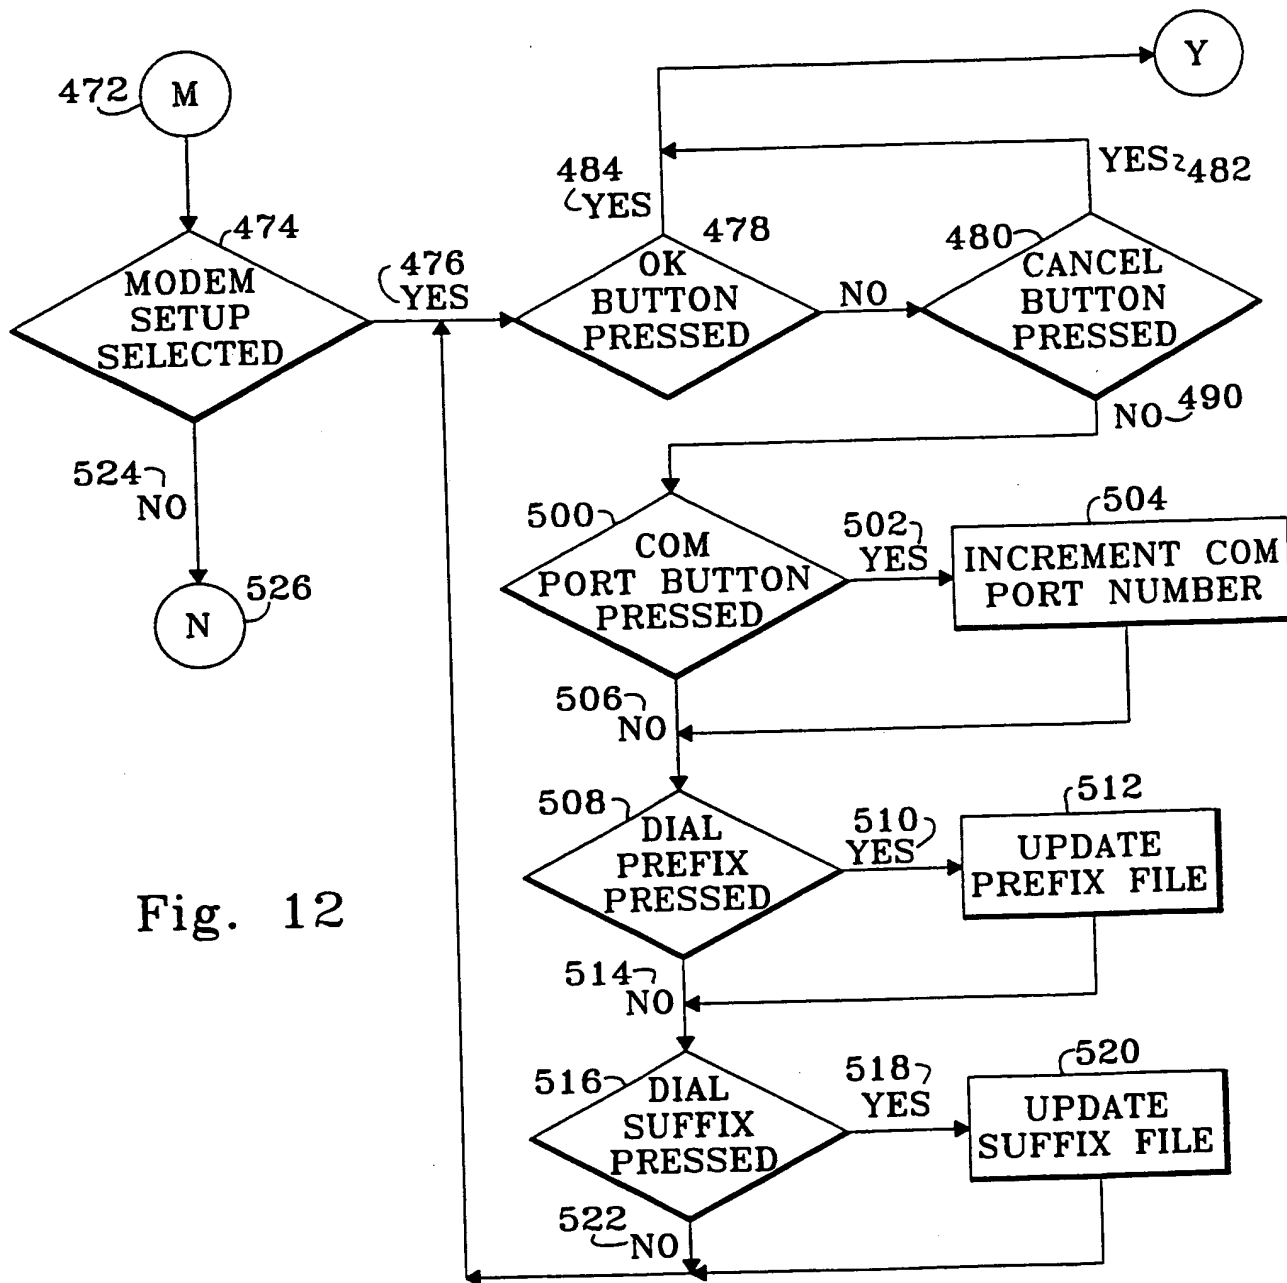 Y
472 M
484
YES
YES 482
474
MODEM
SETUP
SELECTED
476
YES
478
OK
BUTTON
PRESSED
NO
480
CANCEL
BUTTON
PRESSED
NO 490
524
NO
N
526
500
COM
PORT BUTTON
PRESSED
502
YES
504
INCREMENT COM
PORT NUMBER
506
NO
508
DIAL
PREFIX
PRESSED
510
YES
512
UPDATE
PREFIX FILE
Fig. 12
514
NO
516
DIAL
SUFFIX
PRESSED
518
YES
520
UPDATE
SUFFIX FILE
522
NO